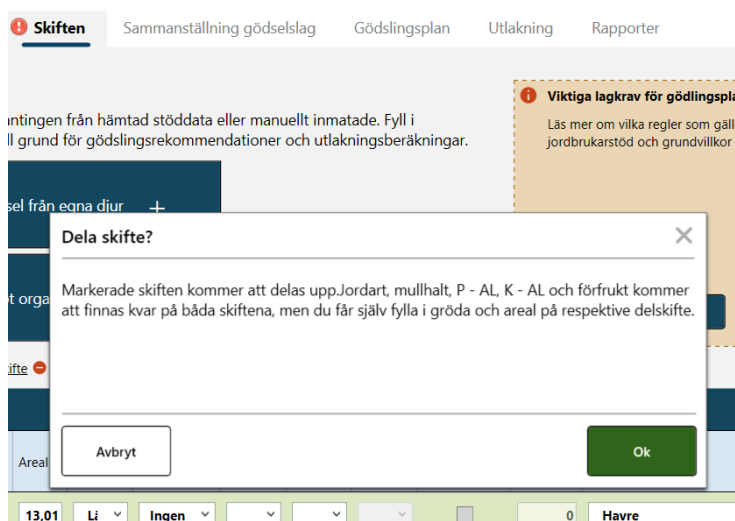 Skiften Sammanställning gödselslag Gödslingsplan Utlakning Rapporter
Viktiga lagkrav för gödlingspla
Läs mer om vilka regler som gäll
jordbrukarstöd och grundvillkor
antingen från hämtad stöddata eller manuellt inmatade. Fyll i
ll grund för gödslingsrekommendationer och utlakningsberäkningar.
sel från egna djur +
Dela skifte?
Markerade skiften kommer att delas upp.Jordart, mullhalt, P - AL, K - AL och förfrukt kommer
att finnas kvar på båda skiftena, men du får själv fylla i gröda och areal på respektive delskifte.
ot orga
ifte
Avbryt Ok
Areal
13,01 Lä Ingen 0 Havre